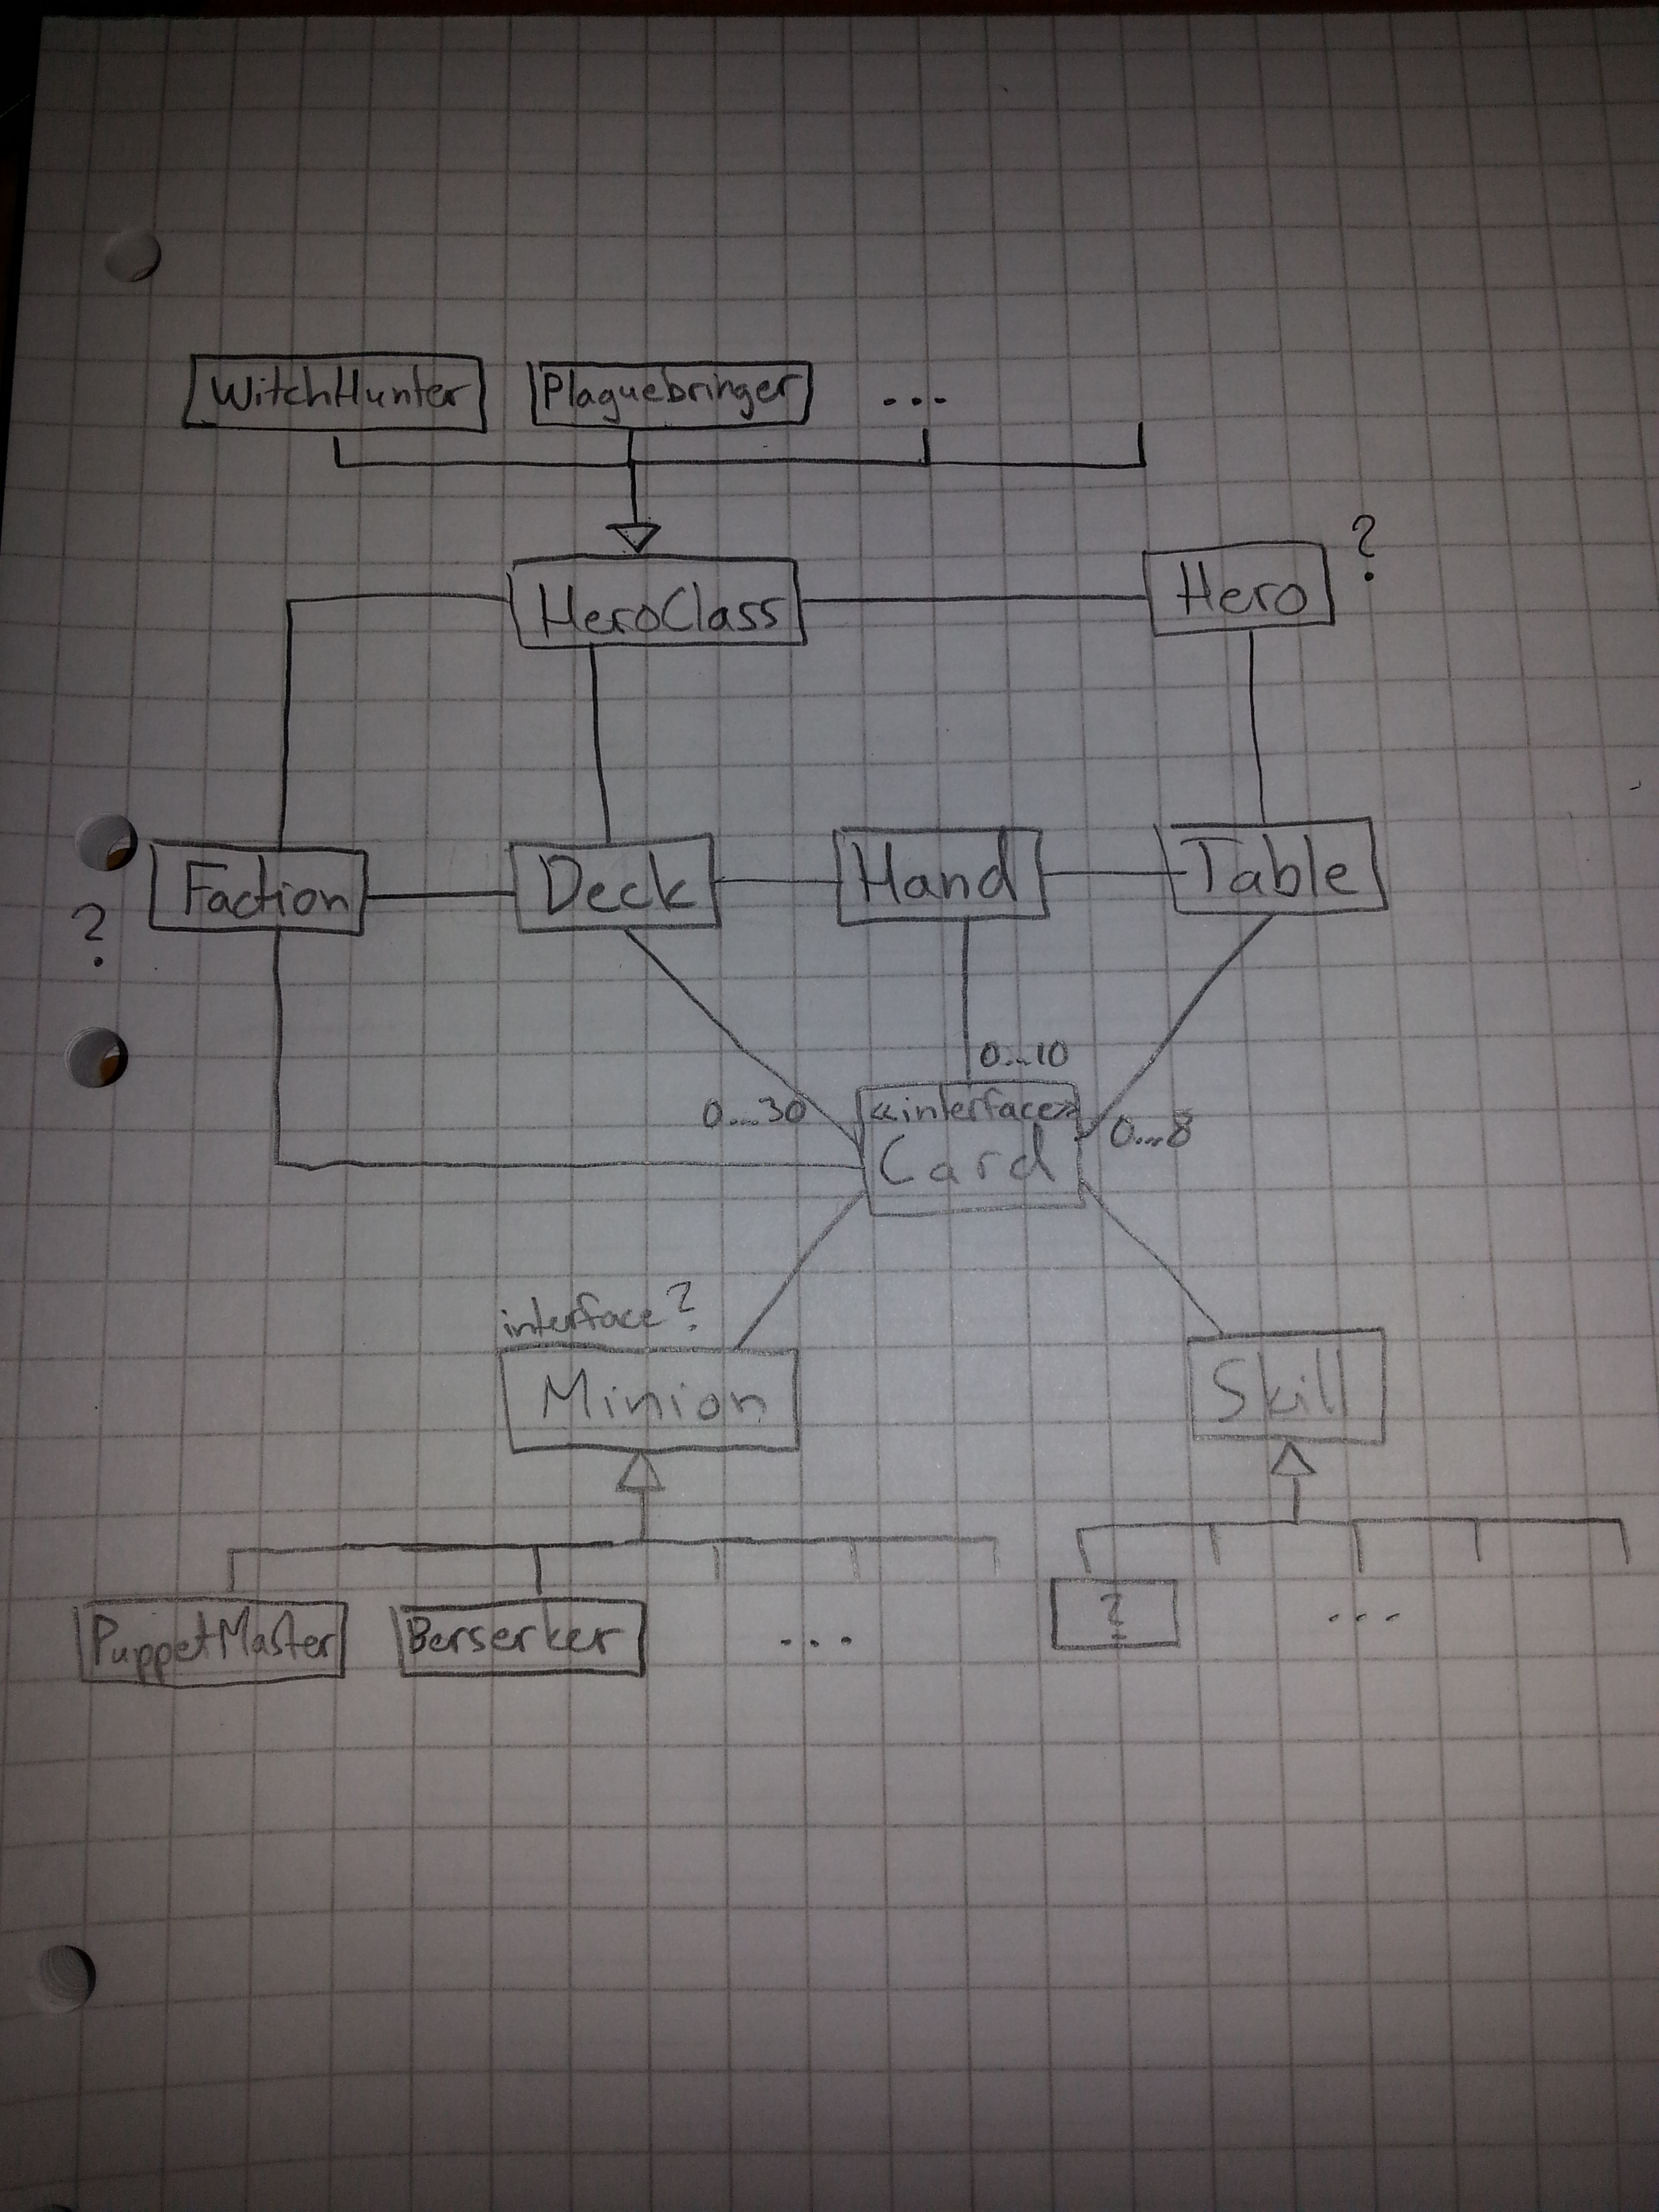 WitchHunter
Plaguebringer
...
HeroClass
Hero
?
Faction
?
Deck
Hand
Table
0...10
0...30
«interface»
Card
0...8
interface?
Minion
Skill
PuppetMaster
Berserker
...
?
...